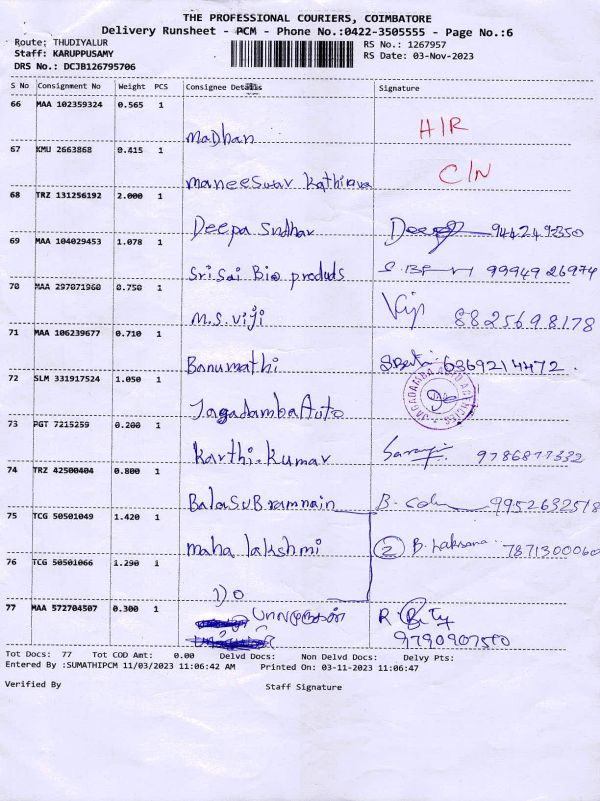 THE PROFESSIONAL COURIERS, COIMBATORE
Delivery Runsheet - PCM - Phone No.:0422-3505555 - Page No.:6
Route: THUDIYALUR
RS No.: 1267957
Staff: KARUPPUSAMY
RS Date: 03-Nov-2023
DRS No.: DCJB126795706
S No Consignment No Weight PCS Consignee Details Signature
66 MAA 102359324 0.565 1
Madhan H/R
67 KMU 2663868 0.415 1
Maneeswar Kathirava C/N
68 TRZ 131256192 2.000 1
Deepa Sridhar
69 MAA 104029453 1.078 1
Sri Sai Bio produds 99949 26974
70 MAA 297071960 0.750 1
M.S. Viji Viji 8825698178
71 MAA 106239677 0.710 1
Banumathi 6369214472.
72 SLM 331917524 1.050 1
Jagadamba Auto
73 PGT 7215259 0.200 1
Karthi.Kumar
74 TRZ 42500404 0.800 1
BalaSuBramnain 9952632518
75 TCG 50501049 1.420 1
maha lakshmi 2 B. 7871300060
76 TCG 50501066 1.290 1
77 MAA 572704507 0.300 1
பாலமுருகன் R
9790907510
Tot Docs: 77 Tot COD Amt: 0.00 Delvd Docs: Non Delvd Docs: Delvy Pts:
Entered By :SUMATHIPCM 11/03/2023 11:06:42 AM Printed On: 03-11-2023 11:06:47
Verified By Staff Signature